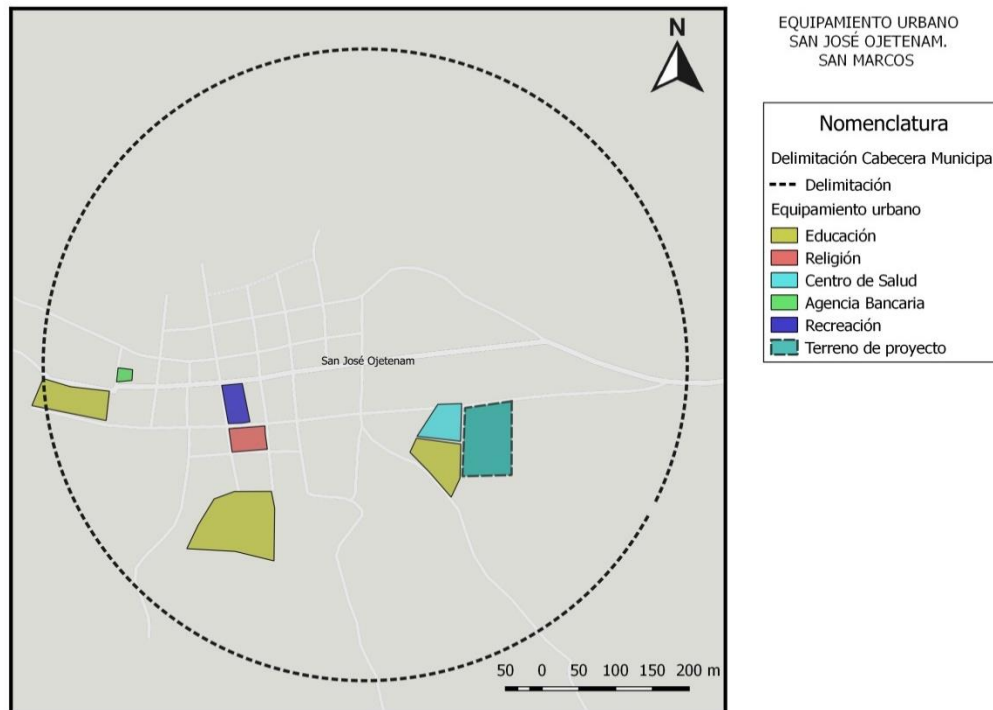 EQUIPAMIENTO URBANO
SAN JOSÉ OJETENAM.
SAN MARCOS
N
Nomenclatura
Delimitación Cabecera Municipa
Delimitación
Equipamiento urbano
Educación
Religión
Centro de Salud
Agencia Bancaria
Recreación
Terreno de proyecto
San José Ojetenam
50 0 50 100 150 200 m